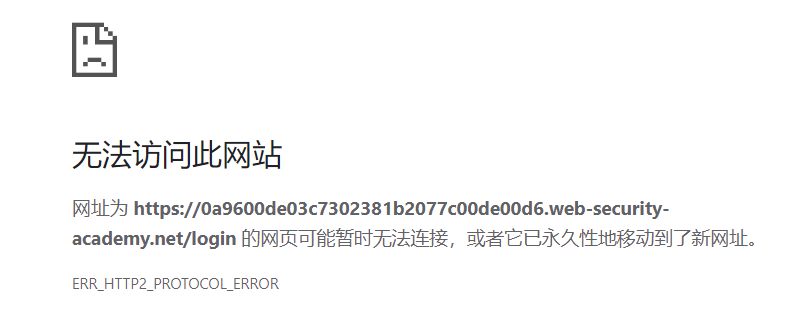 无法访问此网站
网址为 https://0a9600de03c7302381b2077c00de00d6.web-security-
academy.net/login 的网页可能暂时无法连接，或者它已永久性地移动到了新网址。
ERR_HTTP2_PROTOCOL_ERROR